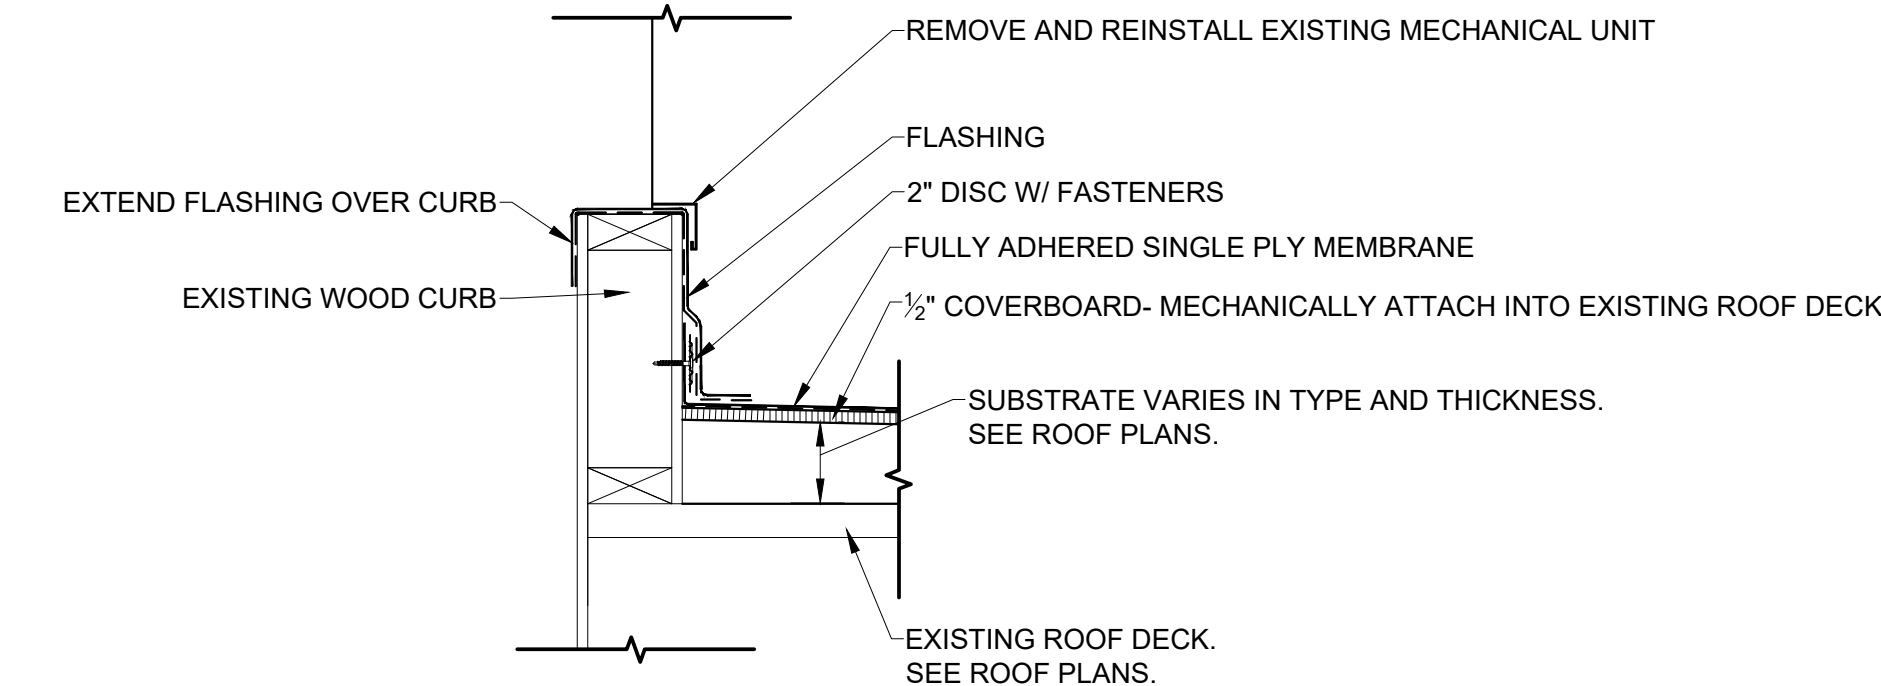 REMOVE AND REINSTALL EXISTING MECHANICAL UNIT
FLASHING
EXTEND FLASHING OVER CURB
2" DISC W/ FASTENERS
FULLY ADHERED SINGLE PLY MEMBRANE
EXISTING WOOD CURB
½" COVERBOARD- MECHANICALLY ATTACH INTO EXISTING ROOF DECK
SUBSTRATE VARIES IN TYPE AND THICKNESS.
SEE ROOF PLANS.
EXISTING ROOF DECK.
SEE ROOF PLANS.